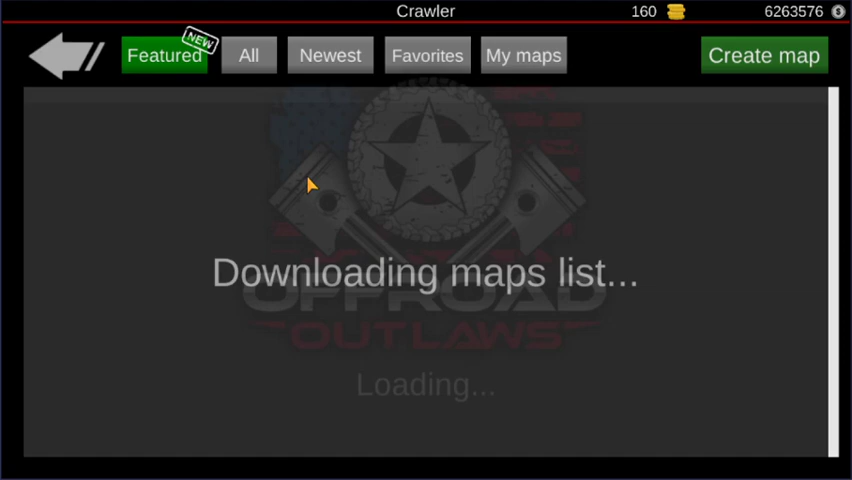 Crawler
160
6263576
Featured
NEW
All
Newest
Favorites
My maps
Create map
Downloading maps list...
OFFROAD
OUTLAWS
Loading...